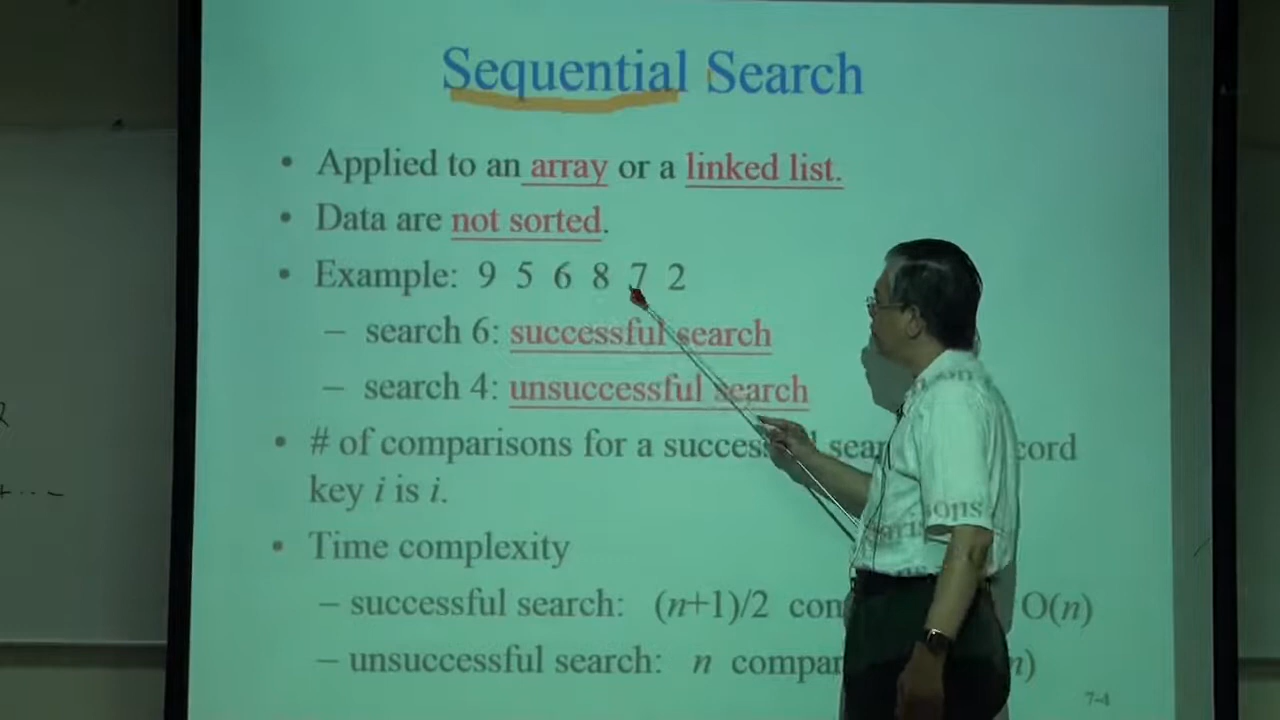 Sequential Search
• Applied to an array or a linked list.
• Data are not sorted.
• Example: 9 5 6 8 7 2
– search 6: successful search
– search 4: unsuccessful search
• # of comparisons for a success
key i is i.
• Time complexity
– successful search: (n+1)/2 O(n)
– unsuccessful search: n
7-4